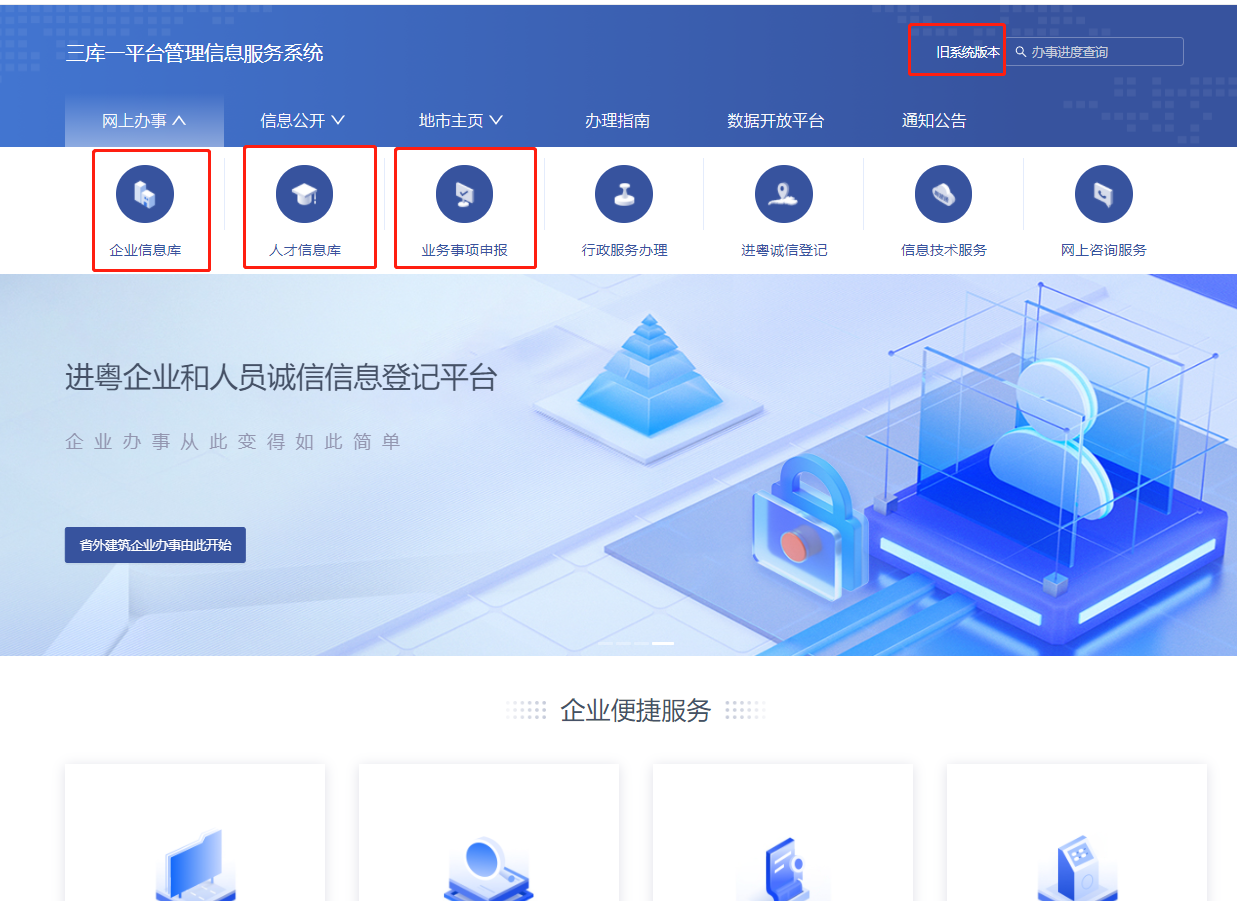 三库一平台管理信息服务系统
旧系统版本
办事进度查询
网上办事
信息公开
地市主页
办理指南
数据开放平台
通知公告
企业信息库
人才信息库
业务事项申报
行政服务办理
进粤诚信登记
信息技术服务
网上咨询服务
进粤企业和人员诚信信息登记平台
企业办事从此变得如此简单
省外建筑企业办事由此开始
企业便捷服务